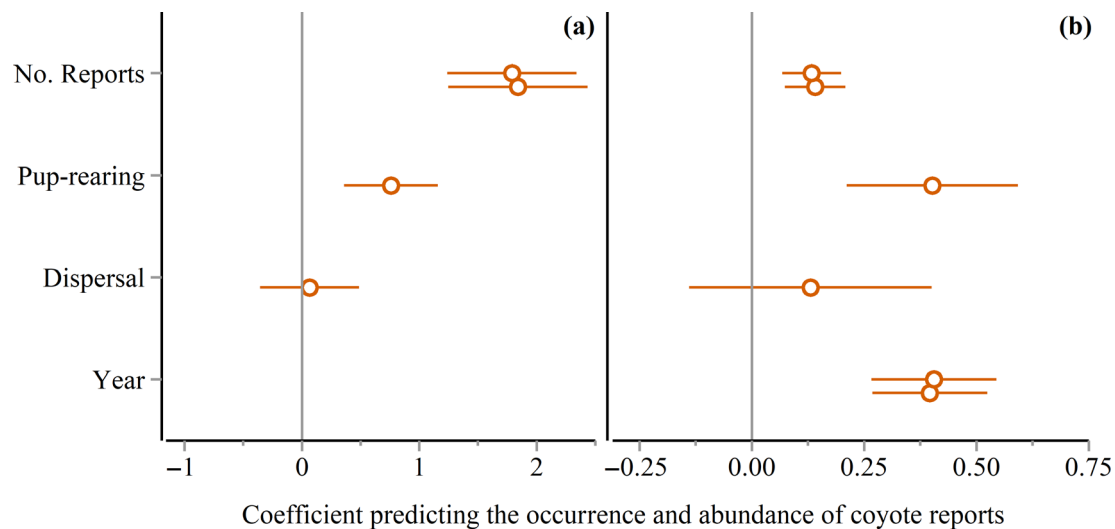 (a)
(b)
No. Reports
Pup-rearing
Dispersal
Year
−1 0 1 2
−0.25 0.00 0.25 0.50 0.75
Coefficient predicting the occurrence and abundance of coyote reports